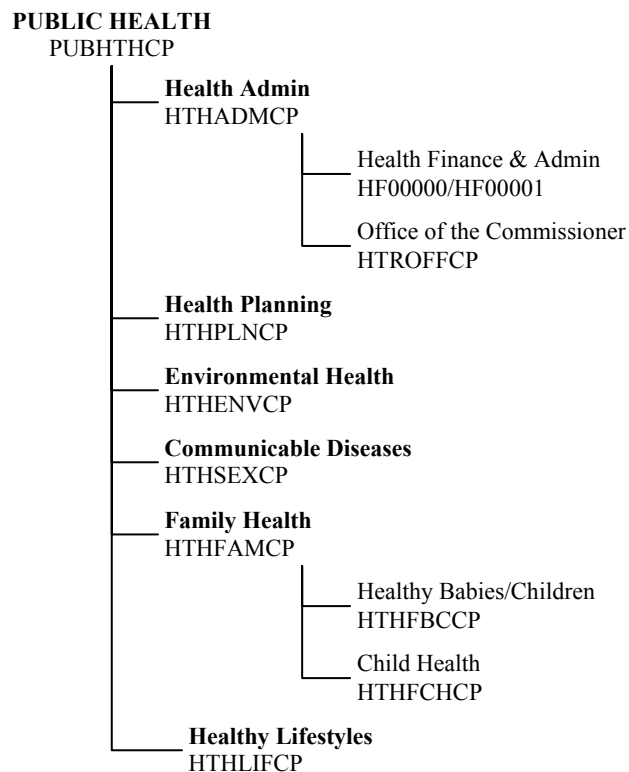 PUBLIC HEALTH
PUBHTHCP
Health Admin
HTHADMCP
Health Finance & Admin
HF00000/HF00001
Office of the Commissioner
HTROFFCP
Health Planning
HTHPLNCP
Environmental Health
HTHENVCP
Communicable Diseases
HTHSEXCP
Family Health
HTHFAMCP
Healthy Babies/Children
HTHFBCCP
Child Health
HTHFCHCP
Healthy Lifestyles
HTHLIFCP